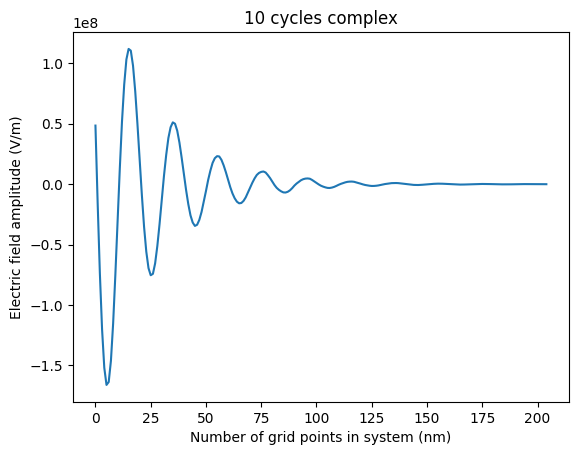 10 cycles complex
1e8
1.0
0.5
0.0
−0.5
−1.0
−1.5
Electric field amplitude (V/m)
0 25 50 75 100 125 150 175 200
Number of grid points in system (nm)